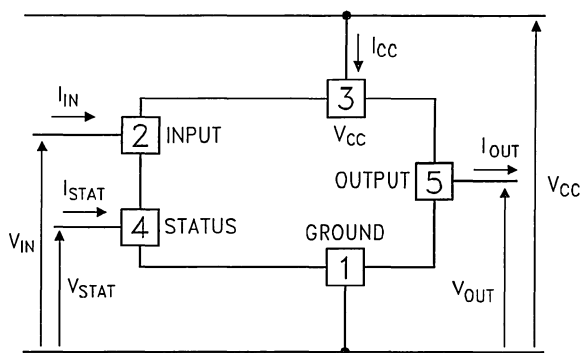 I_CC
I_IN
3
2 INPUT
V_CC
I_OUT
OUTPUT 5
V_CC
I_STAT
4 STATUS
GROUND
V_IN
1
V_STAT
V_OUT